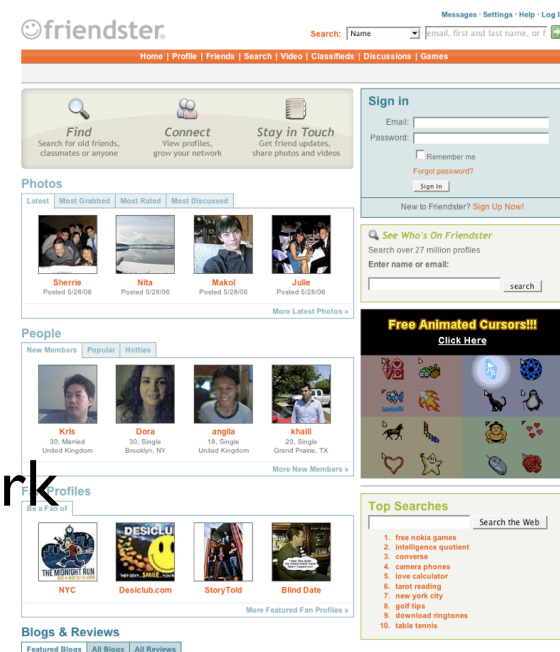 Messages · Settings · Help · Log I
friendster
Search: Name email, first and last name, or f
Home | Profile | Friends | Search | Video | Classifieds | Discussions | Games
Find
Search for old friends,
classmates or anyone
Connect
View profiles,
grow your network
Stay in Touch
Get friend updates,
share photos and videos
Sign in
Email:
Password:
Remember me
Forgot password?
Sign In
New to Friendster? Sign Up Now!
Photos
Latest Most Grabbed Most Rated Most Discussed
Sherrie Nita Makol Julie
Posted 5/28/06 Posted 5/28/06 Posted 5/28/06 Posted 5/28/06
More Latest Photos »
See Who's On Friendster
Search over 27 million profiles
Enter name or email:
search
Free Animated Cursors!!!
Click Here
LOVE
People
New Members Popular Hotties
Kris Dora angila khalil
30, Married 30, Single 18, Single 20, Single
United Kingdom Brooklyn, NY United Kingdom Grand Prairie, TX
More New Members »
rk
Profiles
Be a Fan of
THE MIDNIGHT RUN
DESICLU
SMILE
NYC Desiclub.com StoryTold Blind Date
More Featured Fan Profiles »
Top Searches
Search the Web
1. free nokia games
2. intelligence quotient
3. converse
4. camera phones
5. love calculator
6. tarot reading
7. new york city
8. golf tips
9. download ringtones
10. table tennis
Blogs & Reviews
Featured Blogs All Blogs All Reviews